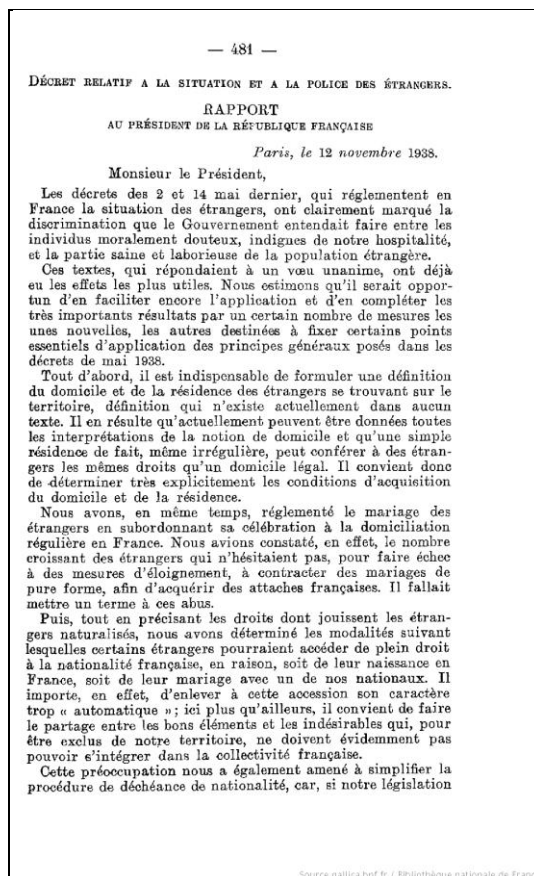 — 481 —
DÉCRET RELATIF A LA SITUATION ET A LA POLICE DES ÉTRANGERS.
RAPPORT
AU PRÉSIDENT DE LA RÉPUBLIQUE FRANÇAISE
Paris, le 12 novembre 1938.
Monsieur le Président,
Les décrets des 2 et 14 mai dernier, qui réglementent en
France la situation des étrangers, ont clairement marqué la
discrimination que le Gouvernement entendait faire entre les
individus moralement douteux, indignes de notre hospitalité,
et la partie saine et laborieuse de la population étrangère.
Ces textes, qui répondaient à un vœu unanime, ont déjà
eu les effets les plus utiles. Nous estimons qu'il serait oppor-
tun d'en faciliter encore l'application et d'en compléter les
très importants résultats par un certain nombre de mesures les
unes nouvelles, les autres destinées à fixer certains points
essentiels d'application des principes généraux posés dans les
décrets de mai 1938.
Tout d'abord, il est indispensable de formuler une définition
du domicile et de la résidence des étrangers se trouvant sur le
territoire, définition qui n'existe actuellement dans aucun
texte. Il en résulte qu'actuellement peuvent être données toutes
les interprétations de la notion de domicile et qu'une simple
résidence de fait, même irrégulière, peut conférer à des étran-
gers les mêmes droits qu'un domicile légal. Il convient donc
de déterminer très explicitement les conditions d'acquisition
du domicile et de la résidence.
Nous avons, en même temps, réglementé le mariage des
étrangers en subordonnant sa célébration à la domiciliation
régulière en France. Nous avions constaté, en effet, le nombre
croissant des étrangers qui n'hésitaient pas, pour faire échec
à des mesures d'éloignement, à contracter des mariages de
pure forme, afin d'acquérir des attaches françaises. Il fallait
mettre un terme à ces abus.
Puis, tout en précisant les droits dont jouissent les étran-
gers naturalisés, nous avons déterminé les modalités suivant
lesquelles certains étrangers pourraient accéder de plein droit
à la nationalité française, en raison, soit de leur naissance en
France, soit de leur mariage avec un de nos nationaux. Il
importe, en effet, d'enlever à cette accession son caractère
trop « automatique » ; ici plus qu'ailleurs, il convient de faire
le partage entre les bons éléments et les indésirables qui, pour
être exclus de notre territoire, ne doivent évidemment pas
pouvoir s'intégrer dans la collectivité française.
Cette préoccupation nous a également amené à simplifier la
procédure de déchéance de nationalité, car, si notre législation
Source gallica.bnf.fr / Bibliothèque nationale de Franc